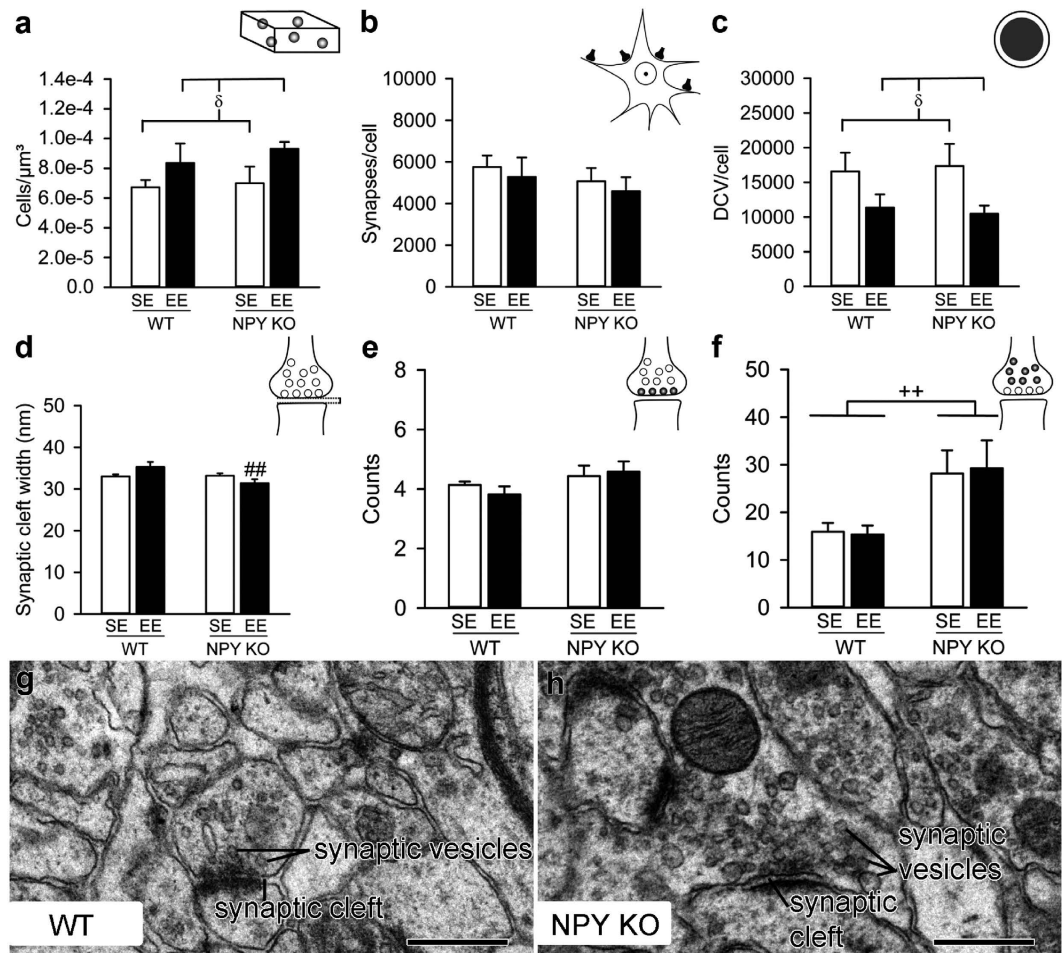 a
Cells/µm³
1.4e-4
1.2e-4
1.0e-4
8.0e-5
6.0e-5
4.0e-5
2.0e-5
0.0
δ
SE EE SE EE
WT NPY KO
b
Synapses/cell
10000
8000
6000
4000
2000
0
SE EE SE EE
WT NPY KO
c
DCV/cell
30000
25000
20000
15000
10000
5000
0
δ
SE EE SE EE
WT NPY KO
d
Synaptic cleft width (nm)
50
40
30
20
10
0
##
SE EE SE EE
WT NPY KO
e
Counts
8
6
4
2
0
SE EE SE EE
WT NPY KO
f
Counts
50
40
30
20
10
0
++
SE EE SE EE
WT NPY KO
g
synaptic vesicles
synaptic cleft
WT
h
synaptic
vesicles
synaptic
cleft
NPY KO